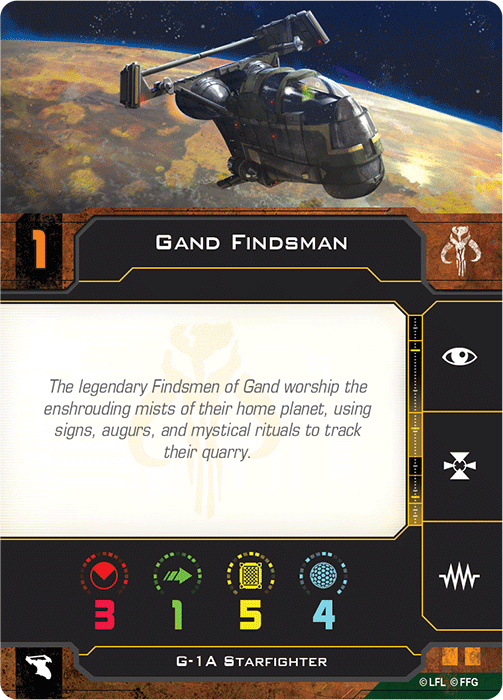 1
GAND FINDSMAN
The legendary Findsmen of Gand worship the
enshrouding mists of their home planet, using
signs, augurs, and mystical rituals to track
their quarry.
3 1 5 4
G-1A STARFIGHTER
©LFL ©FFG